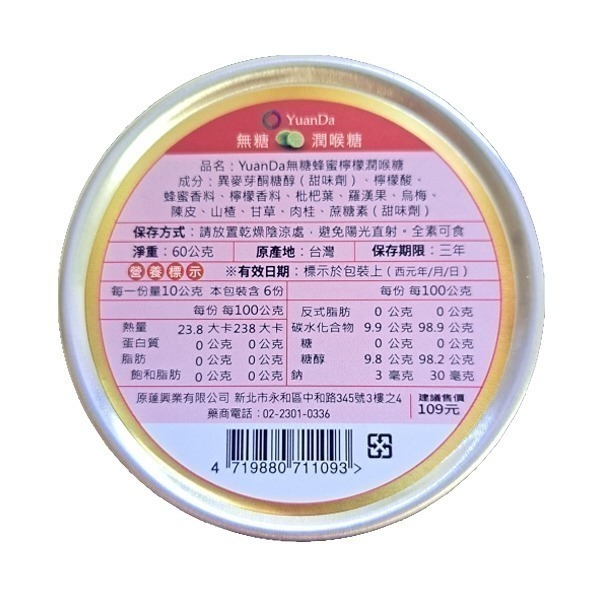 YuanDa
無糖 潤喉糖
品名：YuanDa無糖蜂蜜檸檬潤喉糖
成分：異麥芽酮糖醇（甜味劑）、檸檬酸。
蜂蜜香料、檸檬香料、枇杷葉、羅漢果、烏梅、
陳皮、山楂、甘草、肉桂、蔗糖素（甜味劑）
保存方式：請放置乾燥陰涼處，避免陽光直射。全素可食
淨重：60公克 原產地：台灣 保存期限：三年
營養標示 ※有效日期：標示於包裝上（西元年/月/日）
每一份量10公克 本包裝含 6份
每份 每100公克
熱量 23.8 大卡 238 大卡
蛋白質 0 公克 0 公克
脂肪 0 公克 0 公克
飽和脂肪 0 公克 0 公克
每份 每100公克
反式脂肪 0 公克 0 公克
碳水化合物 9.9 公克 98.9 公克
糖 0 公克 0 公克
糖醇 9.8 公克 98.2 公克
鈉 3 毫克 30 毫克
原蓮興業有限公司 新北市永和區中和路345號3樓之4
藥商電話：02-2301-0336
建議售價
109元
4 719880 711093 >